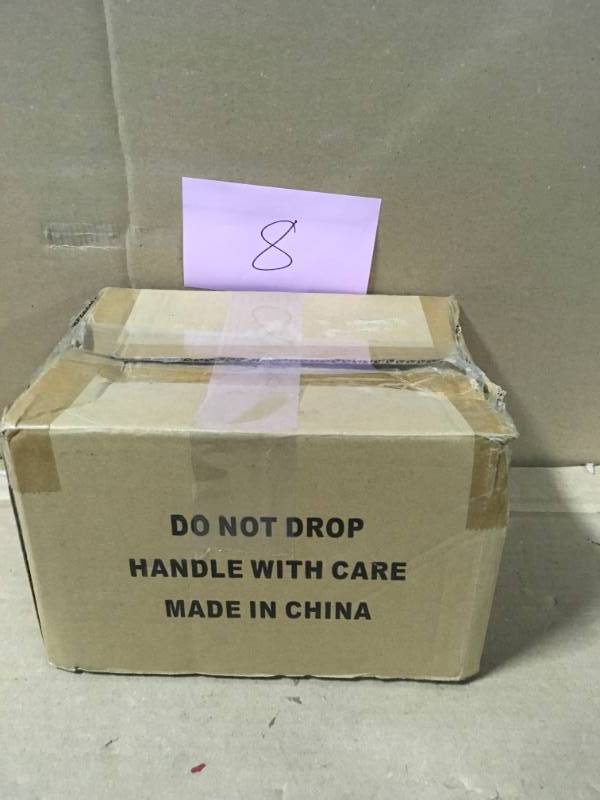 8
DO NOT DROP
HANDLE WITH CARE
MADE IN CHINA